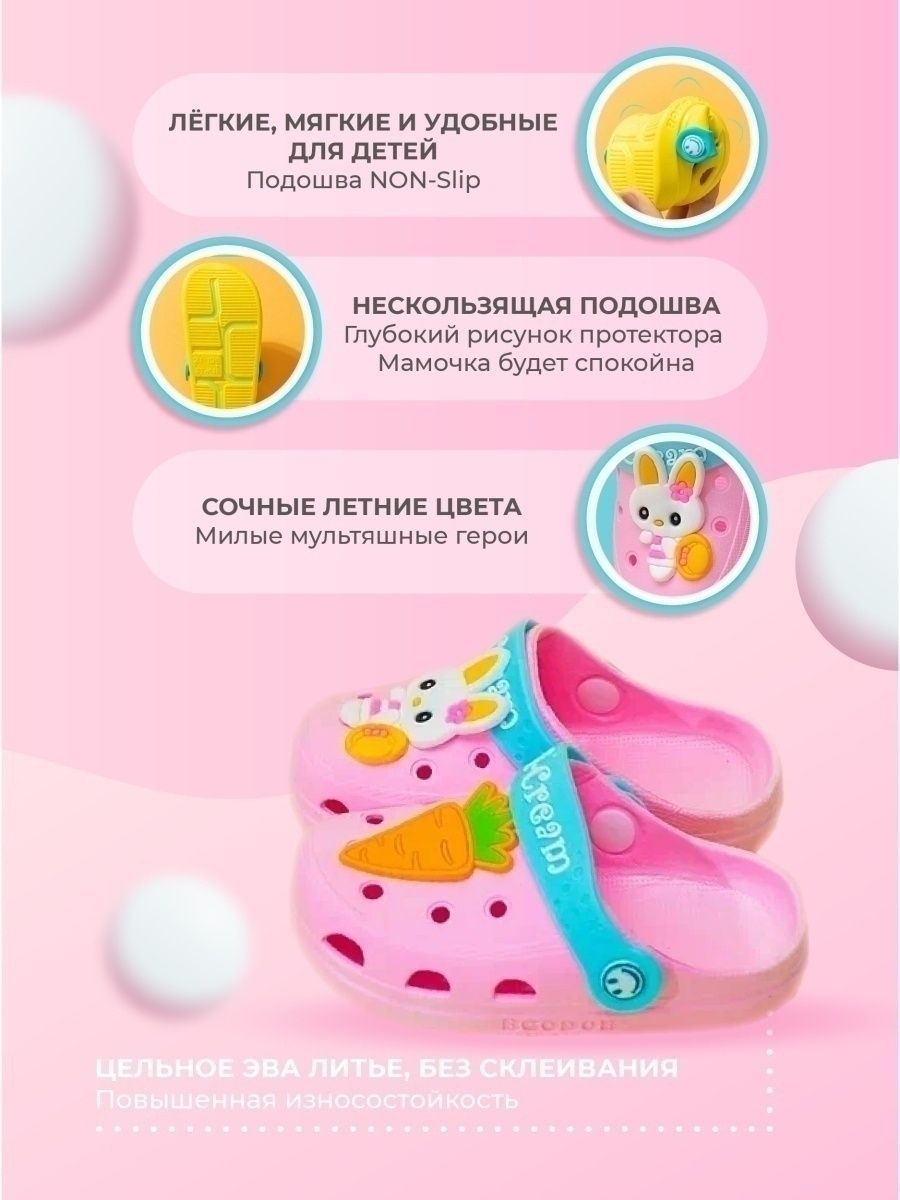 ЛЁГКИЕ, МЯГКИЕ И УДОБНЫЕ
ДЛЯ ДЕТЕЙ
Подошва NON-Slip
НЕСКОЛЬЗЯЩАЯ ПОДОШВА
Глубокий рисунок протектора
Мамочка будет спокойна
СОЧНЫЕ ЛЕТНИЕ ЦВЕТА
Милые мультяшные герои
kream
ЦЕЛЬНОЕ ЭВА ЛИТЬЕ, БЕЗ СКЛЕИВАНИЯ
Повышенная износостойкость